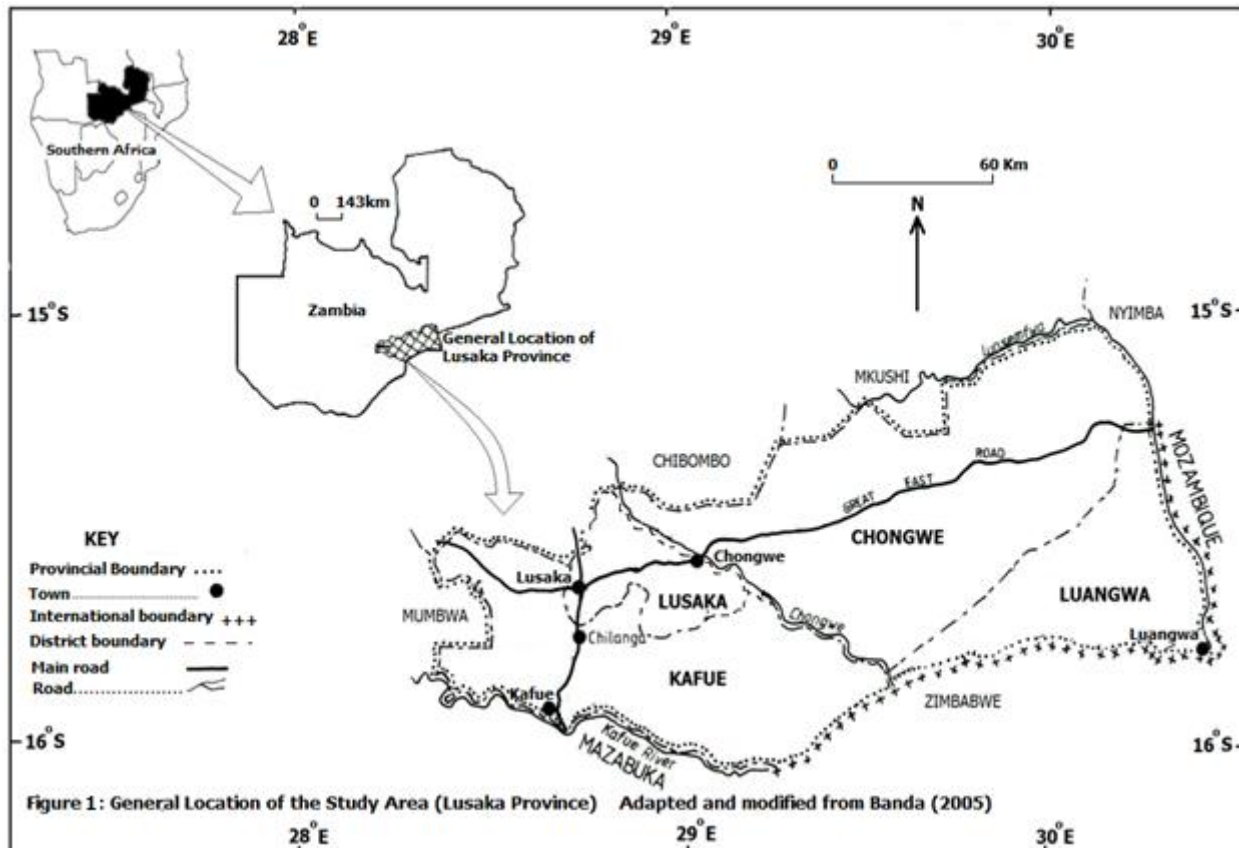 28°E 29°E 30°E
Southern Africa
0 143km
Zambia
General Location of
Lusaka Province
0 60 Km
N
15°S 15°S
NYIMBA
Lunsemfwa
MKUSHI
CHIBOMBO
GREAT EAST ROAD
MOZAMBIQUE
CHONGWE
Chongwe
Lusaka
LUSAKA
LUANGWA
MUMBWA
Chilanga
Chongwe
Luangwa
KAFUE
Kafue
ZIMBABWE
Kafue River
MAZABUKA
KEY
Provincial Boundary ....
Town..............................
International boundary +++
District boundary - - - -
Main road
Road....................
16°S 16°S
Figure 1: General Location of the Study Area (Lusaka Province) Adapted and modified from Banda (2005)
28°E 29°E 30°E